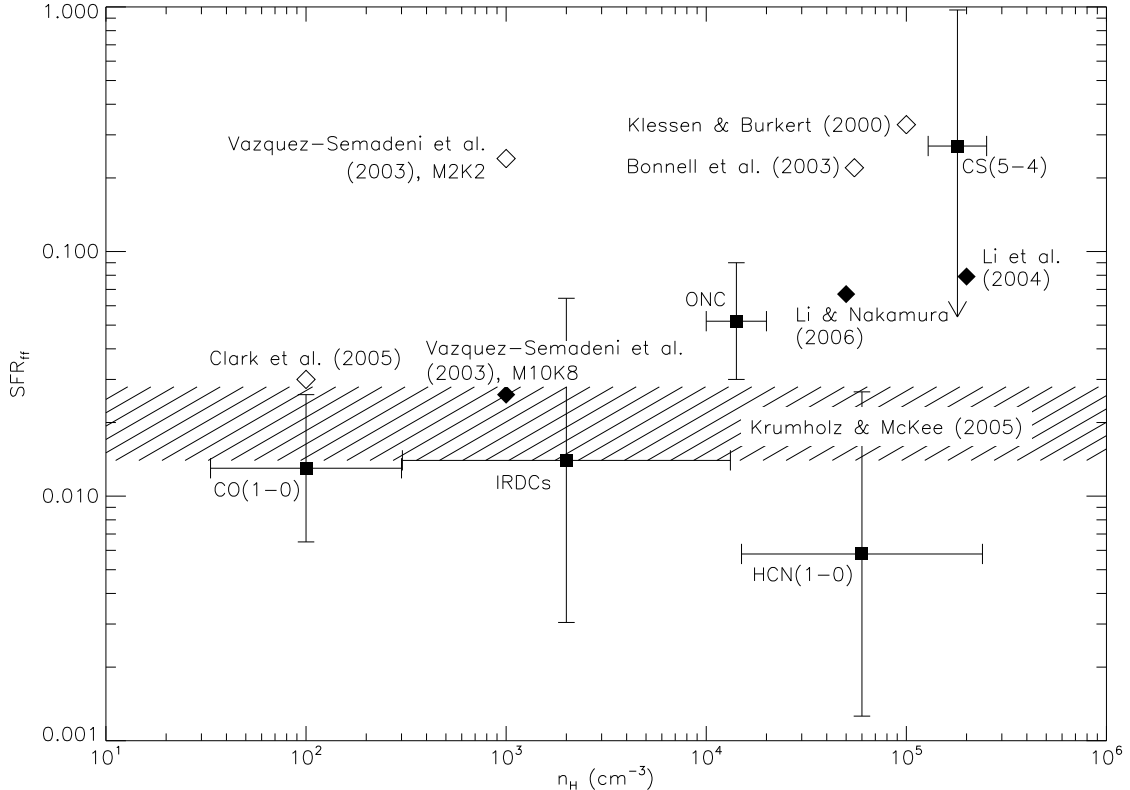 1.000
Klessen & Burkert (2000)
Vazquez-Semadeni et al.
(2003), M2K2
Bonnell et al. (2003)
CS(5-4)
0.100
Li et al.
(2004)
ONC
Li & Nakamura
(2006)
Clark et al. (2005)
Vazquez-Semadeni et al.
(2003), M10K8
SFR_ff
Krumholz & McKee (2005)
CO(1-0)
IRDCs
0.010
HCN(1-0)
0.001
10^1 10^2 10^3 10^4 10^5 10^6
n_H (cm^-3)